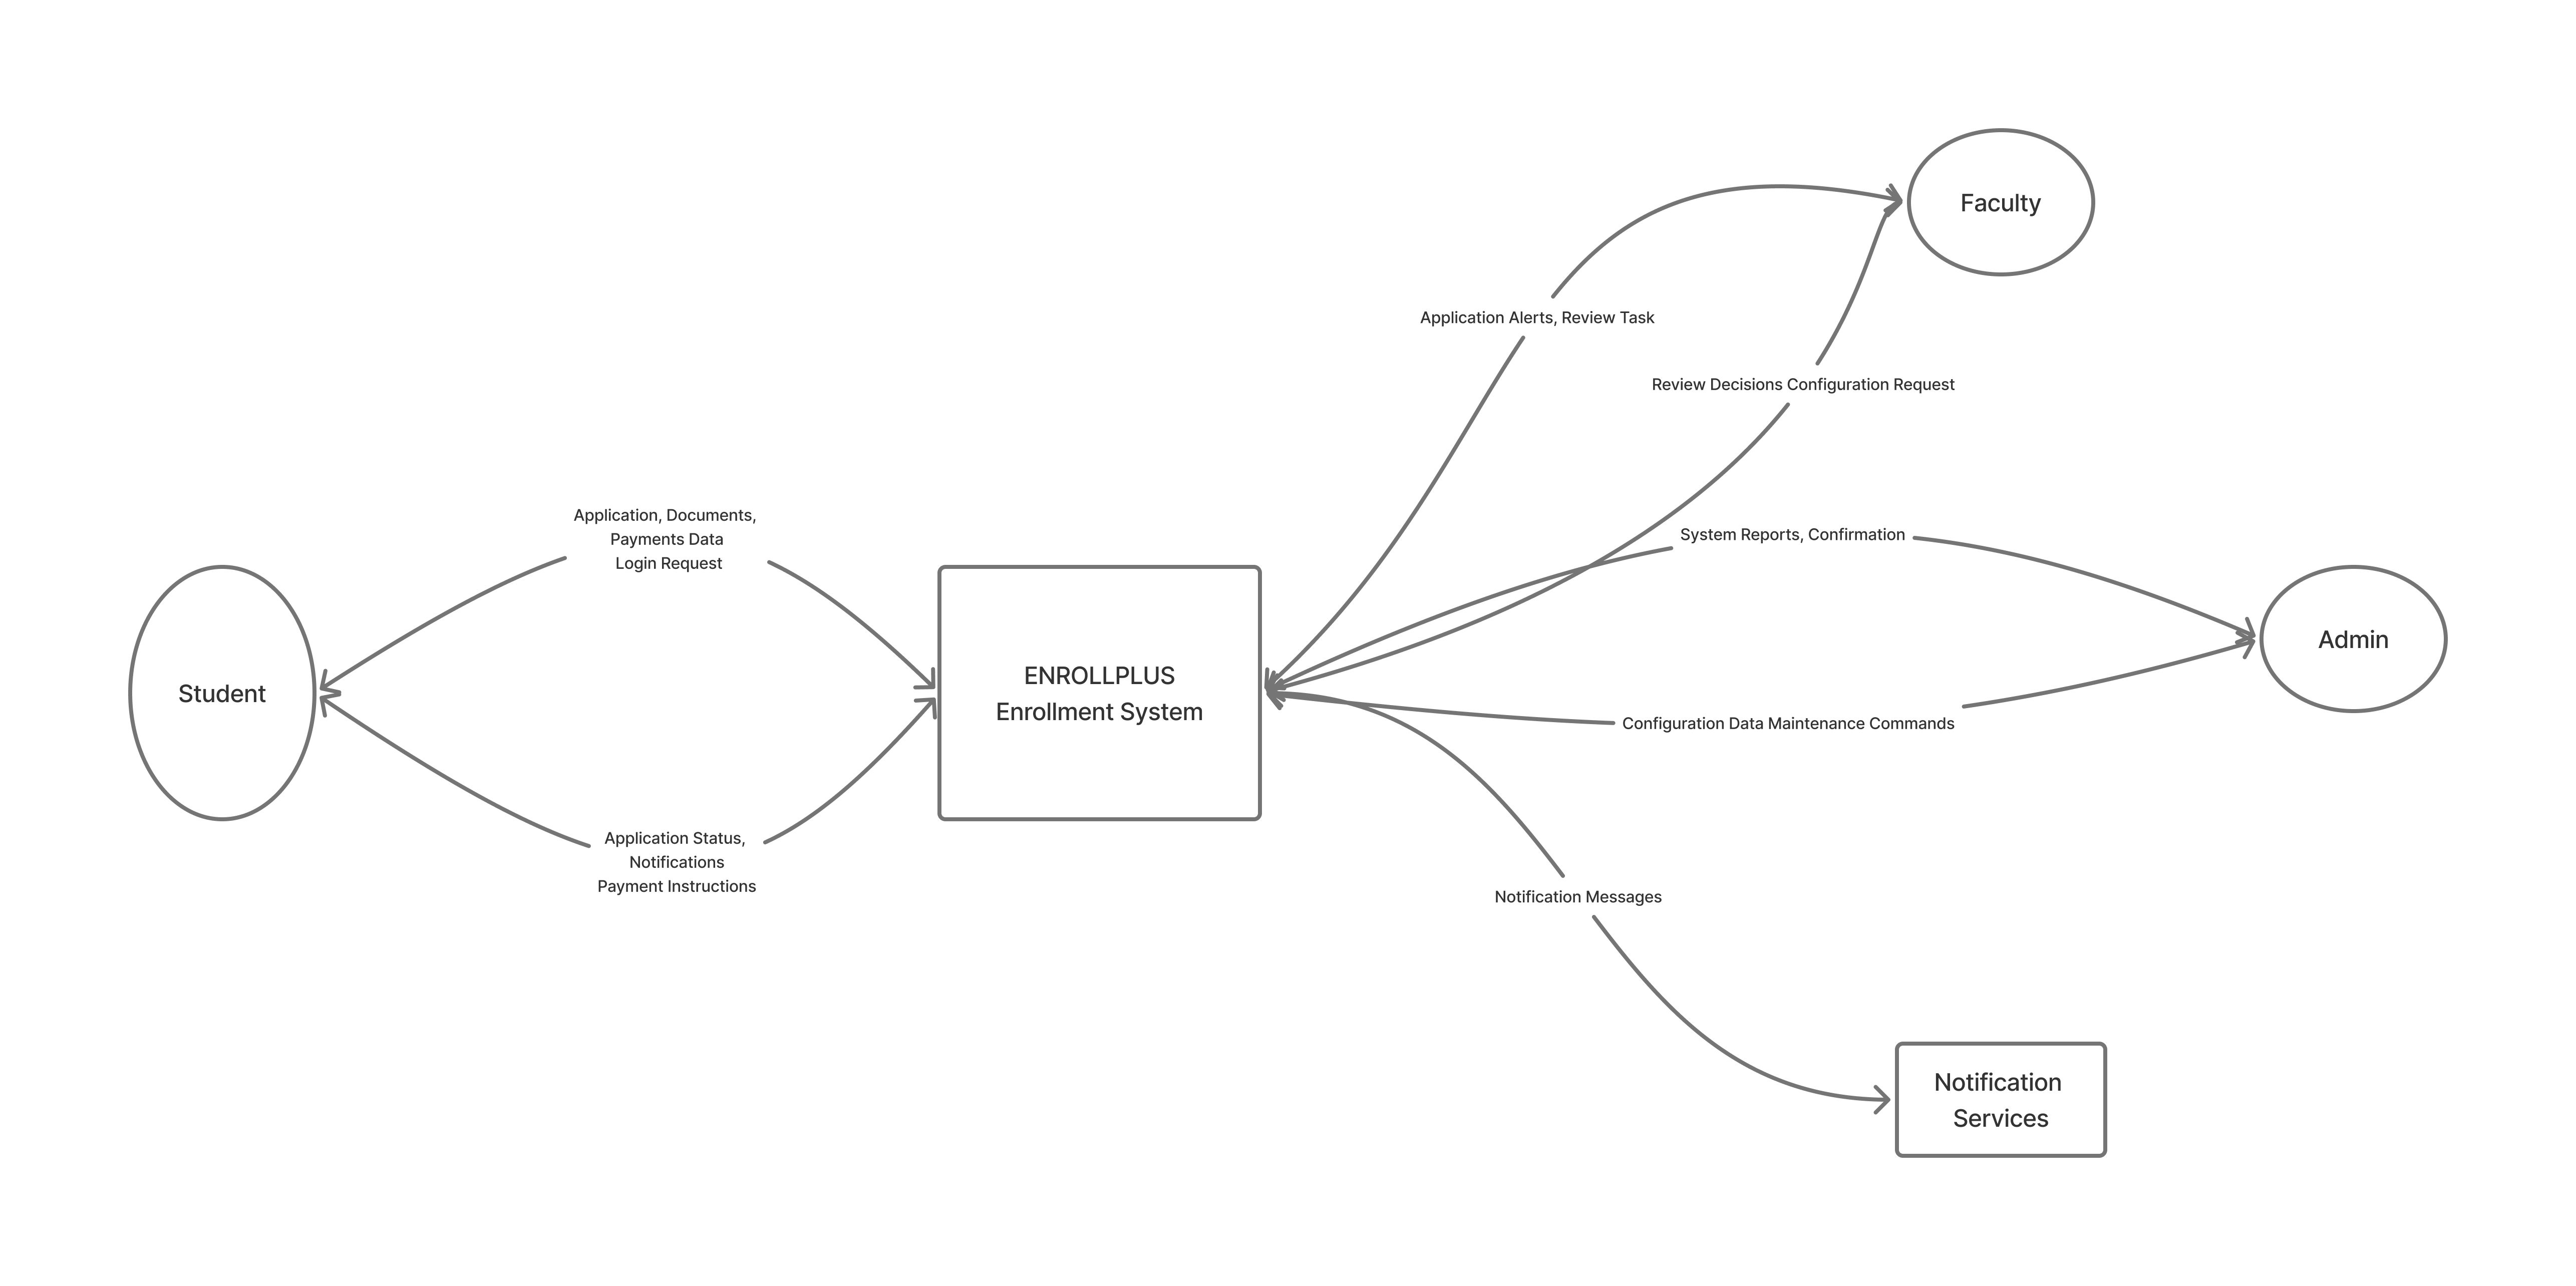 Faculty
Application Alerts, Review Task
Review Decisions Configuration Request
Application, Documents,
Payments Data
Login Request
System Reports, Confirmation
Student
ENROLLPLUS
Enrollment System
Admin
Configuration Data Maintenance Commands
Application Status,
Notifications
Payment Instructions
Notification Messages
Notification
Services